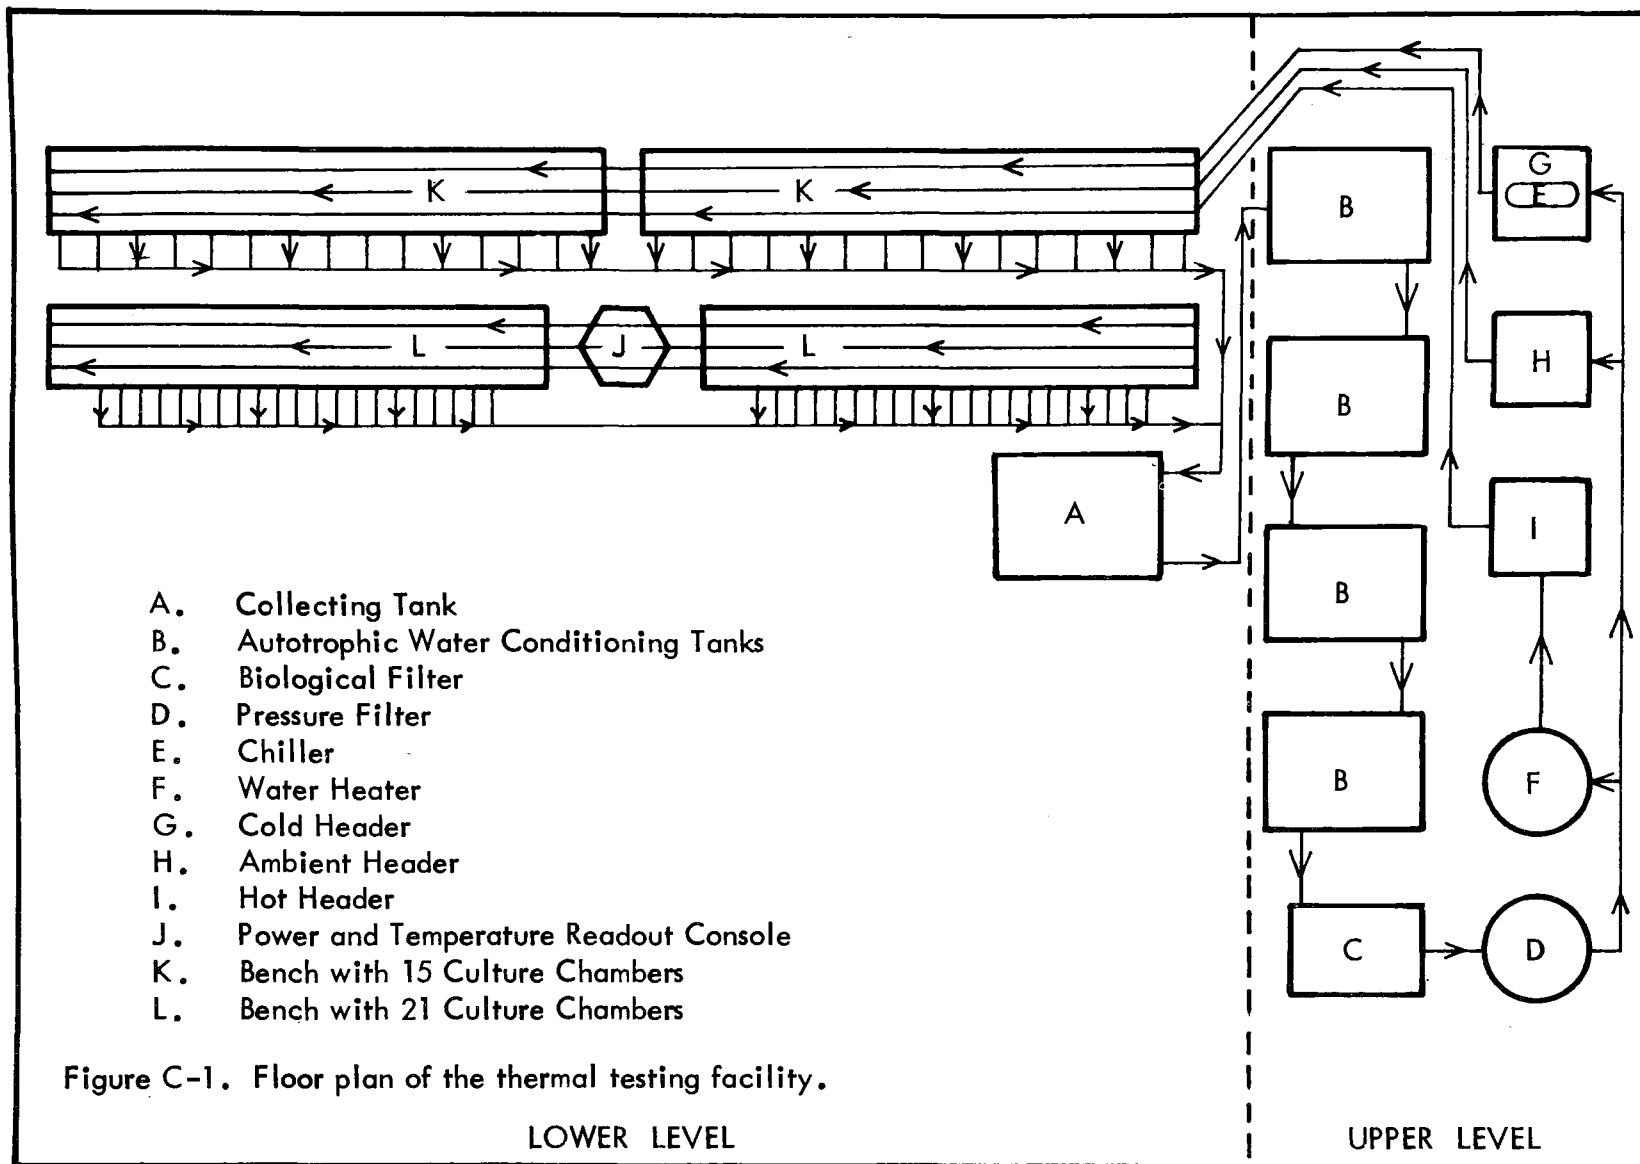 K
K
B
G
E
L
J
L
B
H
A
B
I
B
F
C
D
A. Collecting Tank
B. Autotrophic Water Conditioning Tanks
C. Biological Filter
D. Pressure Filter
E. Chiller
F. Water Heater
G. Cold Header
H. Ambient Header
I. Hot Header
J. Power and Temperature Readout Console
K. Bench with 15 Culture Chambers
L. Bench with 21 Culture Chambers
Figure C-1. Floor plan of the thermal testing facility.
LOWER LEVEL
UPPER LEVEL